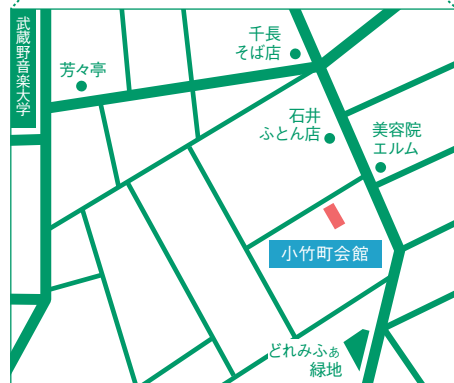 武蔵野音楽大学
千長
そば店
芳々亭
石井
ふとん店
美容院
エルム
小竹町会館
どれみふぁ
緑地